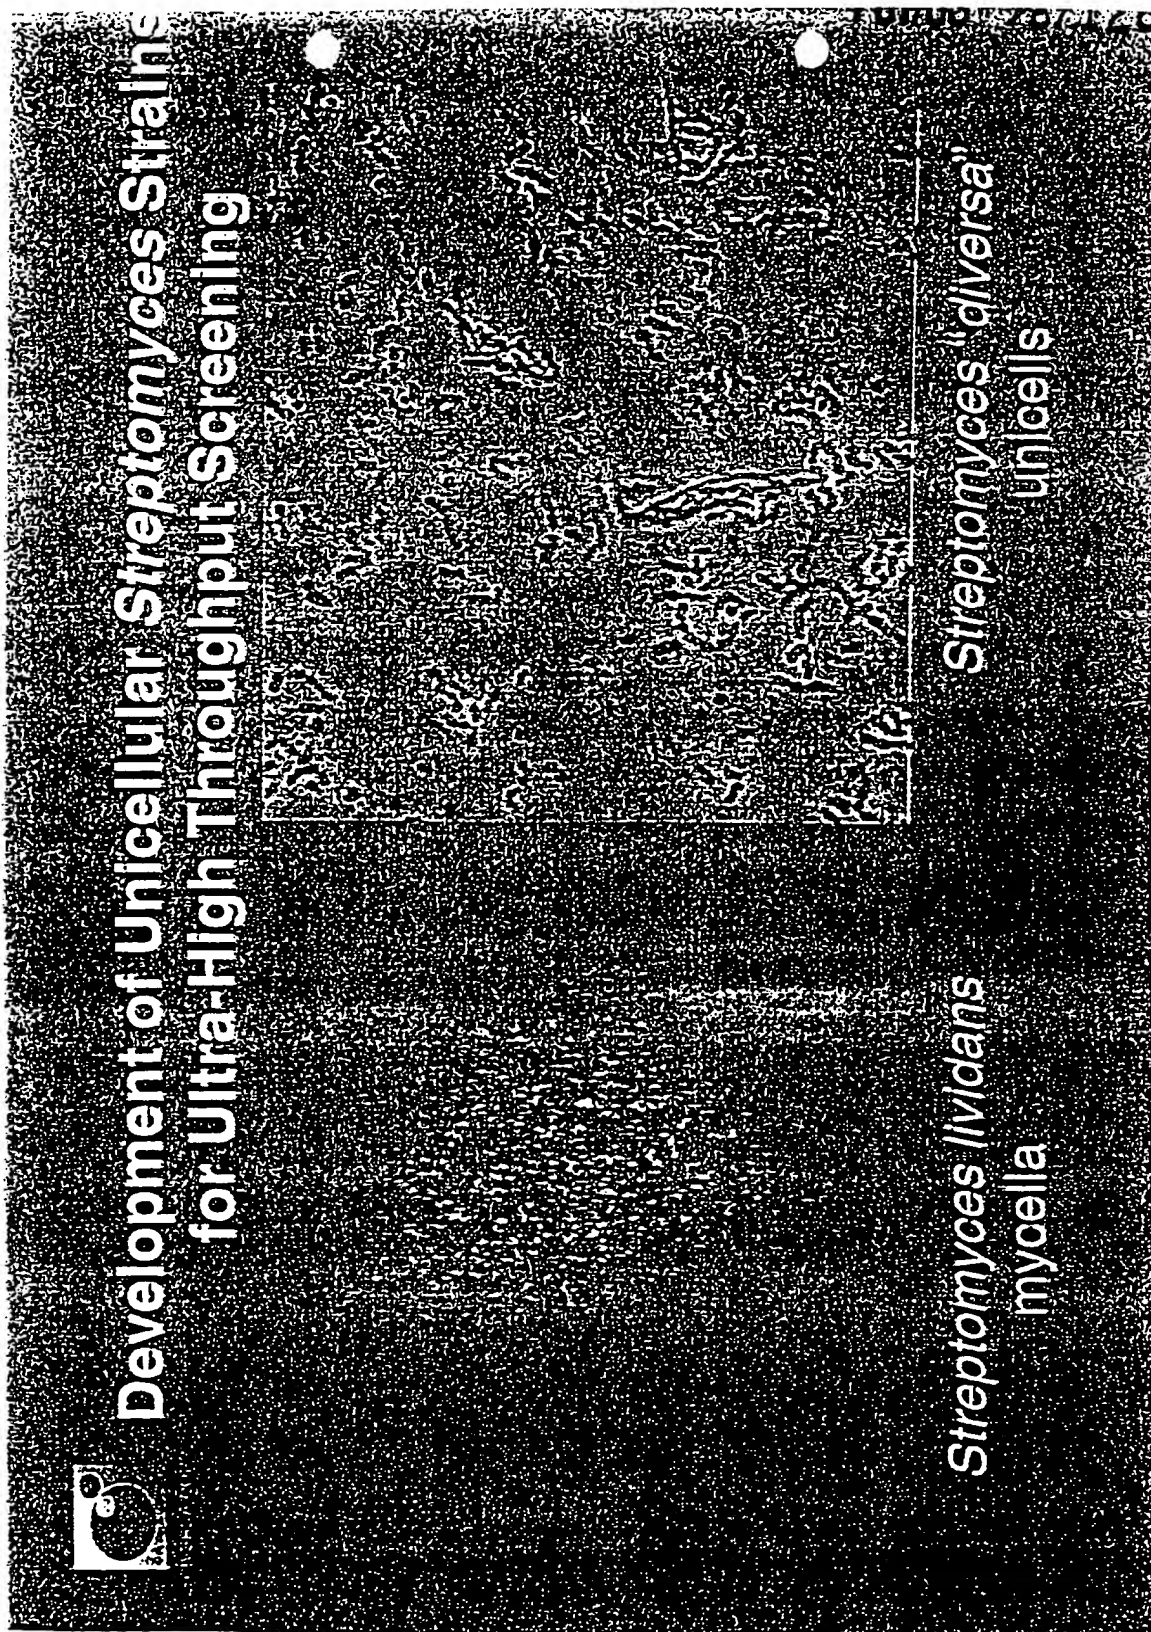 Development of Unicellular Streptomyces Strains
for Ultra-High Throughput Screening
Streptomyces lividans
mycelia
Streptomyces "diversa"
unicells